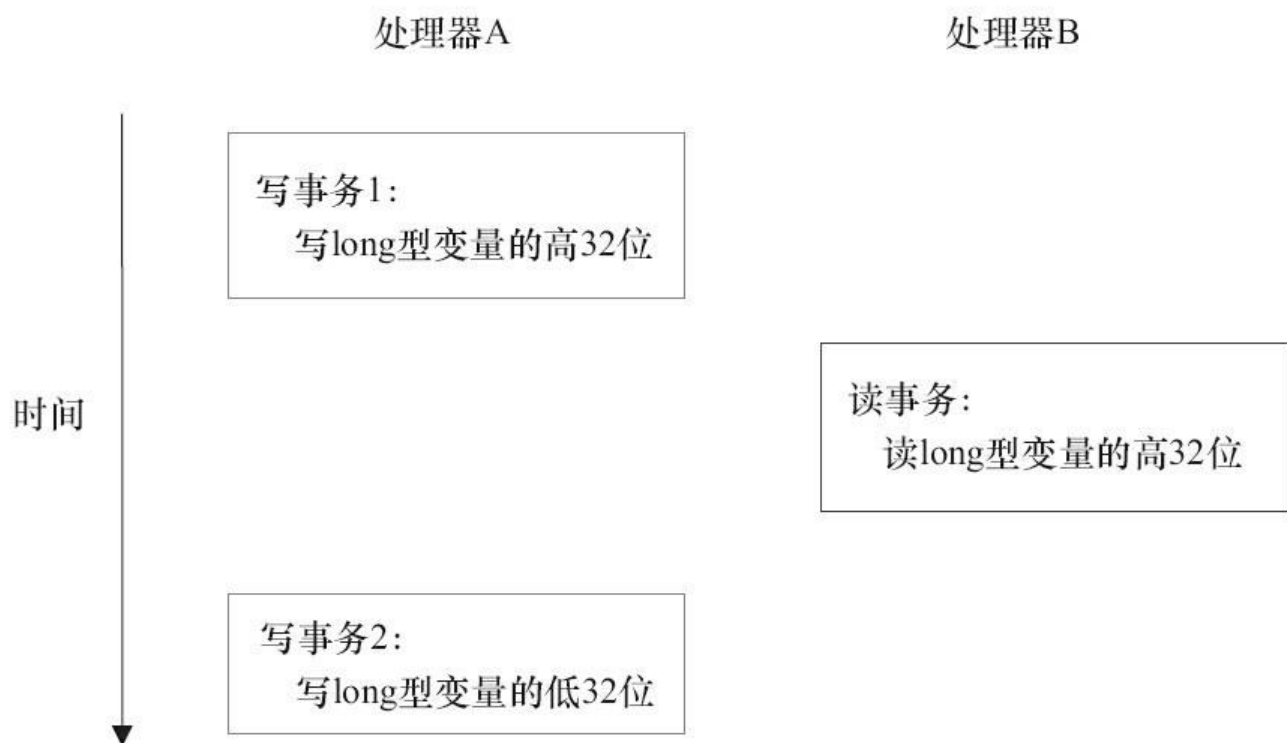 处理器A
处理器B
写事务1:
写long型变量的高32位
读事务:
读long型变量的高32位
时间
写事务2:
写long型变量的低32位